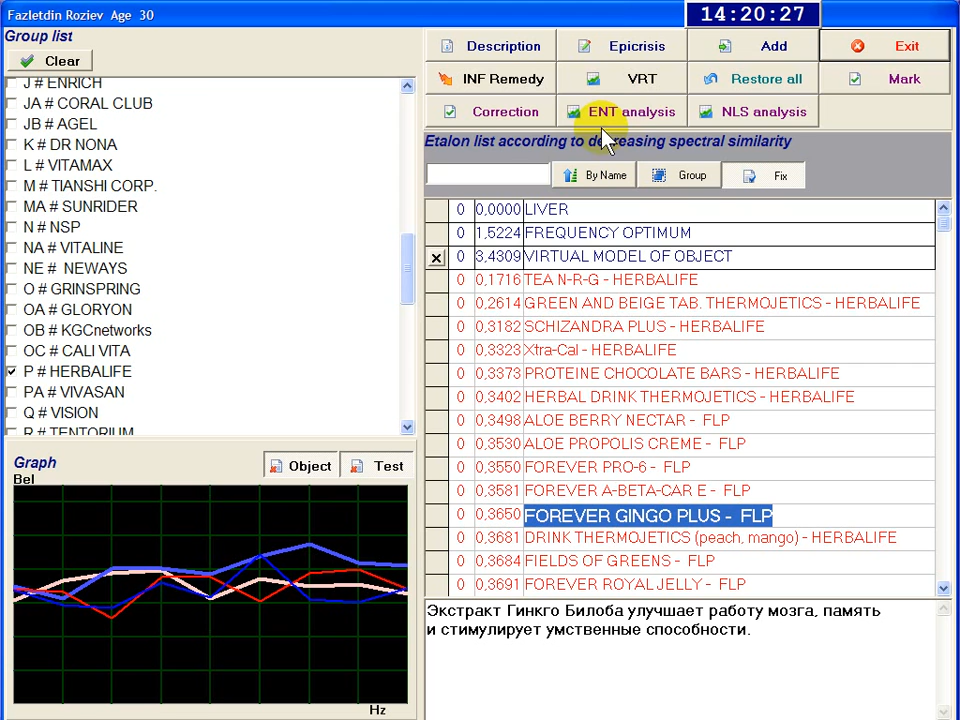 Fazletdin Roziev Age 30
14:20:27
Group list
Clear
J # ENRICH
JA # CORAL CLUB
JB # AGEL
K # DR NONA
L # VITAMAX
M # TIANSHI CORP.
MA # SUNRIDER
N # NSP
NA # VITALINE
NE # NEWAYS
O # GRINSPRING
OA # GLORYON
OB # KGCnetworks
OC # CALI VITA
P # HERBALIFE
PA # VIVASAN
Q # VISION
R # TENTORIUM
Graph
Object
Test
Bel
Hz
Description
Epicrisis
Add
Exit
INF Remedy
VRT
Restore all
Mark
Correction
ENT analysis
NLS analysis
Etalon list according to decreasing spectral similarity
By Name
Group
Fix
0 0,0000 LIVER
0 1,5224 FREQUENCY OPTIMUM
0 3,4309 VIRTUAL MODEL OF OBJECT
0 0,1716 TEA N-R-G - HERBALIFE
0 0,2614 GREEN AND BEIGE TAB. THERMOJETICS - HERBALIFE
0 0,3182 SCHIZANDRA PLUS - HERBALIFE
0 0,3323 Xtra-Cal - HERBALIFE
0 0,3373 PROTEINE CHOCOLATE BARS - HERBALIFE
0 0,3402 HERBAL DRINK THERMOJETICS - HERBALIFE
0 0,3498 ALOE BERRY NECTAR - FLP
0 0,3530 ALOE PROPOLIS CREME - FLP
0 0,3550 FOREVER PRO-6 - FLP
0 0,3581 FOREVER A-BETA-CAR E - FLP
0 0,3650 FOREVER GINGO PLUS - FLP
0 0,3681 DRINK THERMOJETICS (peach, mango) - HERBALIFE
0 0,3684 FIELDS OF GREENS - FLP
0 0,3691 FOREVER ROYAL JELLY - FLP
Экстракт Гинкго Билоба улучшает работу мозга, память
и стимулирует умственные способности.